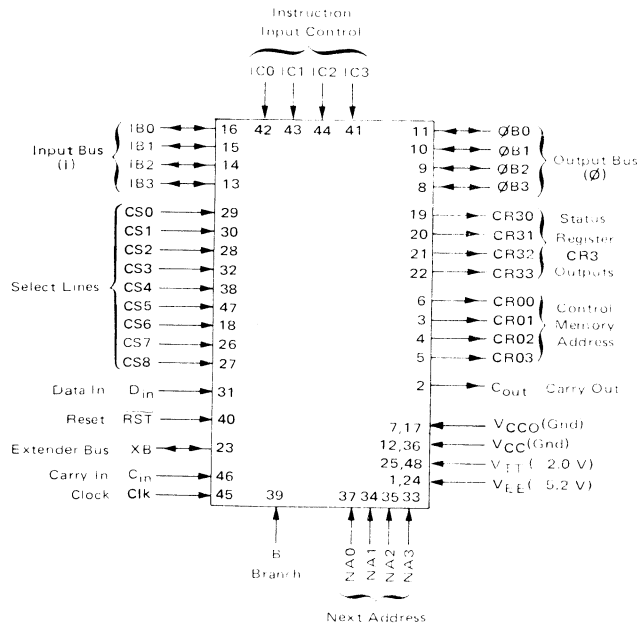 Instruction
Input Control
IC0 IC1 IC2 IC3
42 43 44 41
Input Bus
(I)
IB0 16
IB1 15
IB2 14
IB3 13
11 ØB0
10 ØB1
9 ØB2
8 ØB3
Output Bus
(Ø)
Select Lines
CS0 29
CS1 30
CS2 28
CS3 32
CS4 38
CS5 47
CS6 18
CS7 26
CS8 27
19 CR30 Status
20 CR31 Register
21 CR32 CR3
22 CR33 Outputs
6 CR00 Control
3 CR01 Memory
4 CR02 Address
5 CR03
Data In Din 31
2 Cout Carry Out
Reset RST 40
7,17 VCCO (Gnd)
Extender Bus XB 23
12,36 VCC (Gnd)
Carry In Cin 46
25,48 VTT ( 2.0 V)
Clock Clk 45
1,24 VEE ( 5.2 V)
39
37 34 35 33
B
Branch
NA0 NA1 NA2 NA3
Next Address